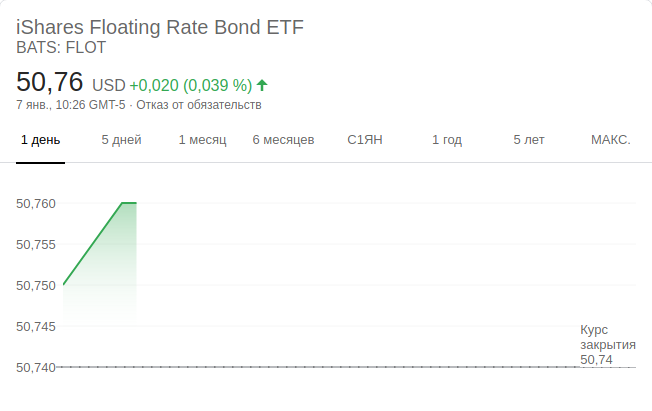 iShares Floating Rate Bond ETF
BATS: FLOT
50,76 USD +0,020 (0,039 %)
7 янв., 10:26 GMT-5 · Отказ от обязательств
1 день 5 дней 1 месяц 6 месяцев С1ЯН 1 год 5 лет МАКС.
50,760
50,755
50,750
50,745
50,740
Курс
закрытия
50,74